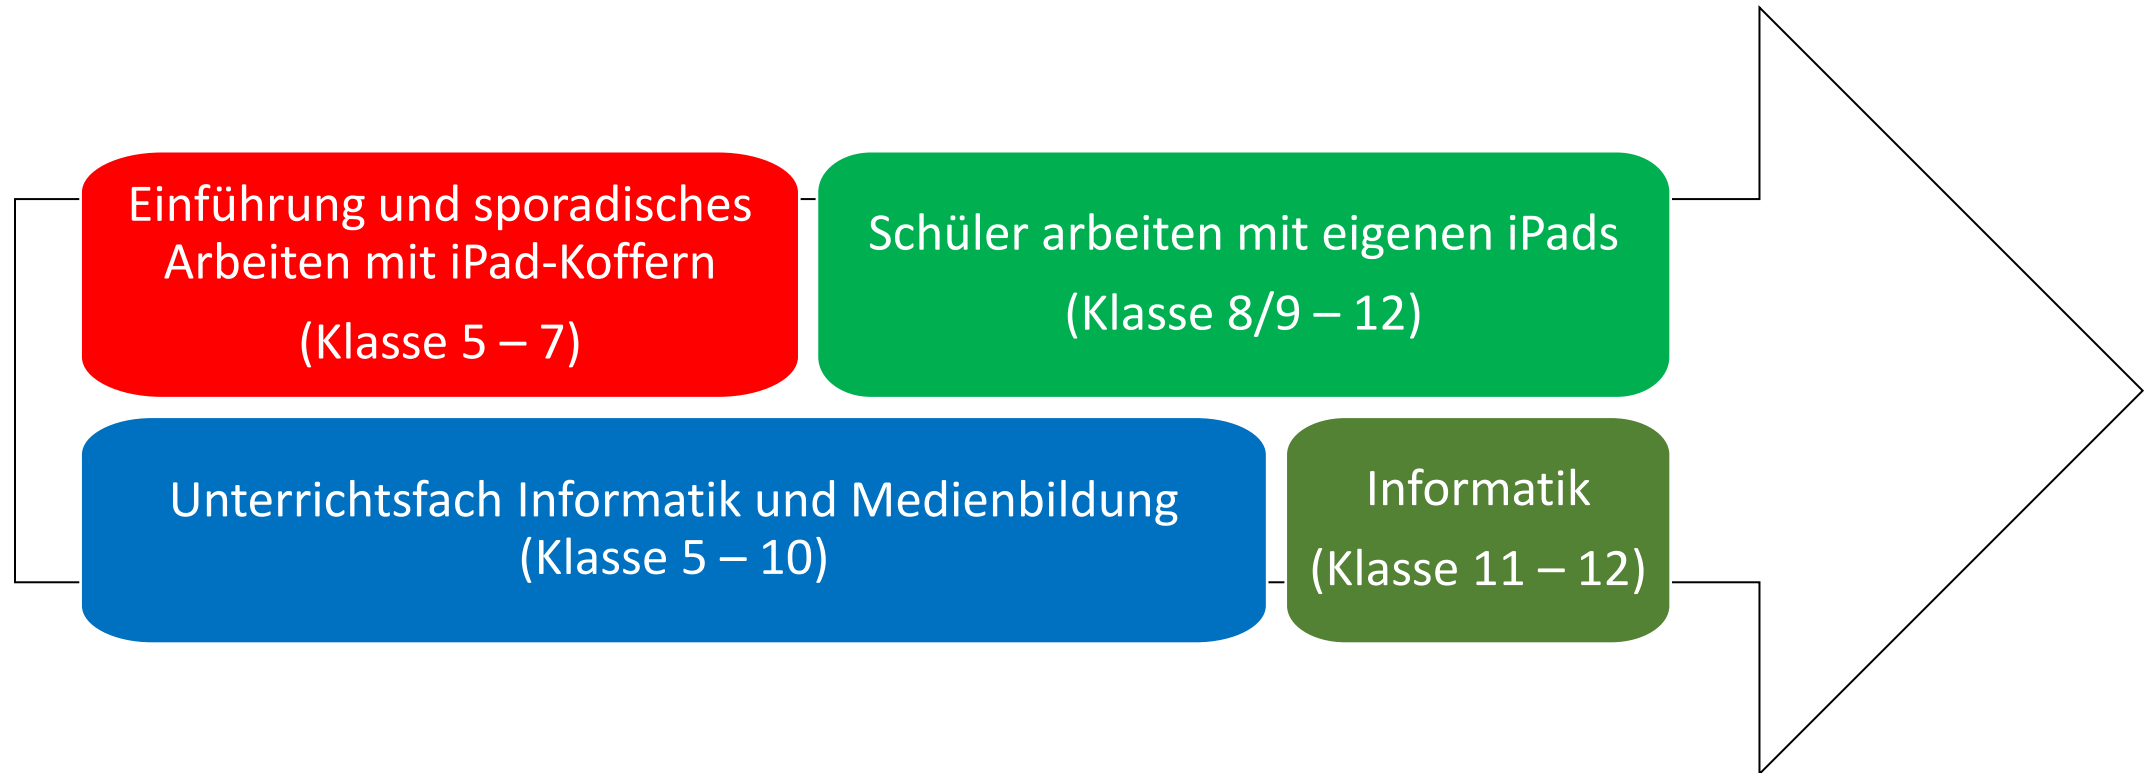 Einführung und sporadisches
Arbeiten mit iPad-Koffern
(Klasse 5 – 7)
Schüler arbeiten mit eigenen iPads
(Klasse 8/9 – 12)
Unterrichtsfach Informatik und Medienbildung
(Klasse 5 – 10)
Informatik
(Klasse 11 – 12)